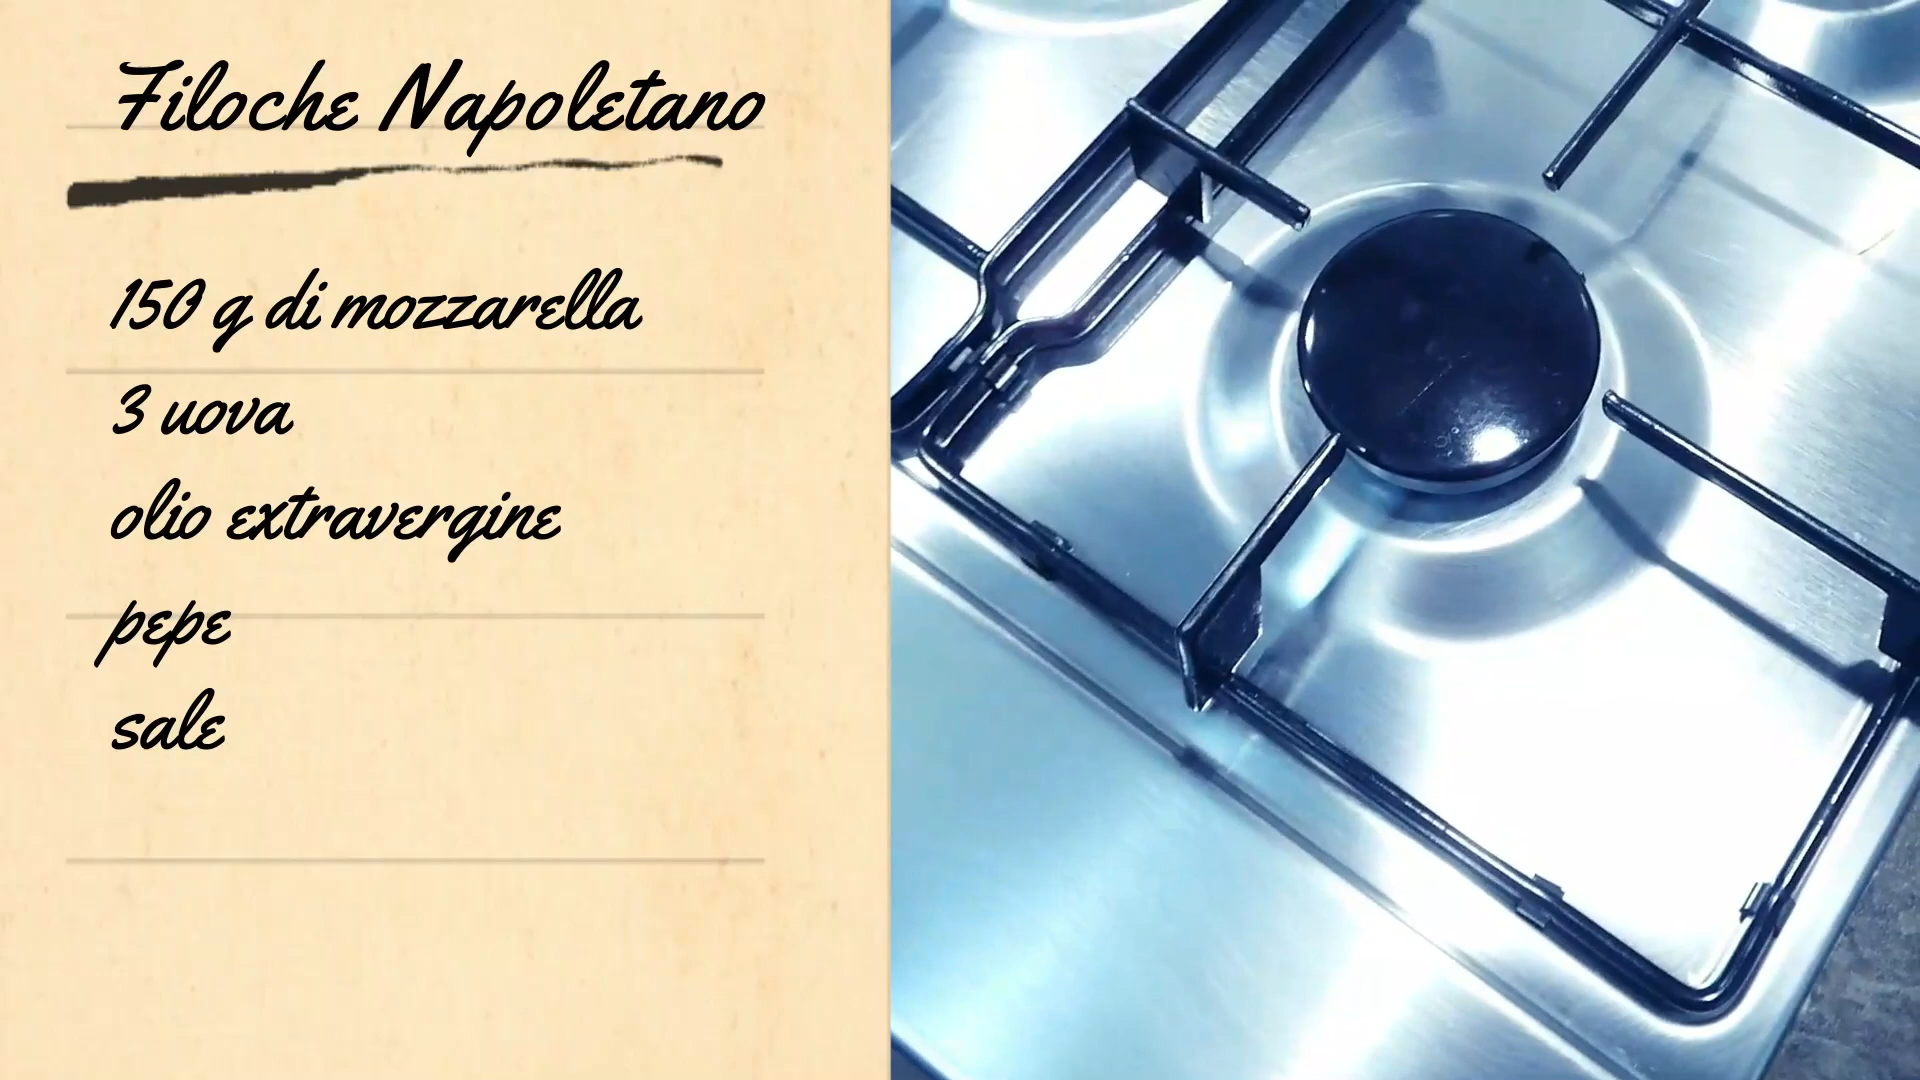 Filoche Napoletano
150 g di mozzarella
3 uova
olio extravergine
pepe
sale